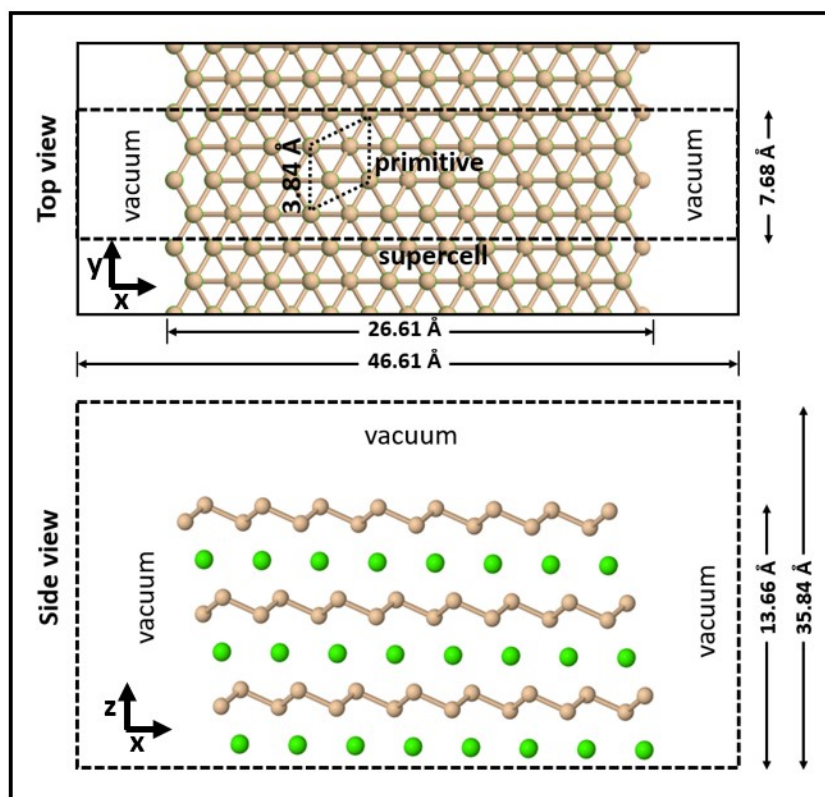 Top view
vacuum
3.84 Å
primitive
vacuum
7.68 Å
supercell
y
x
26.61 Å
46.61 Å
Side view
vacuum
vacuum
vacuum
13.66 Å
35.84 Å
z
x